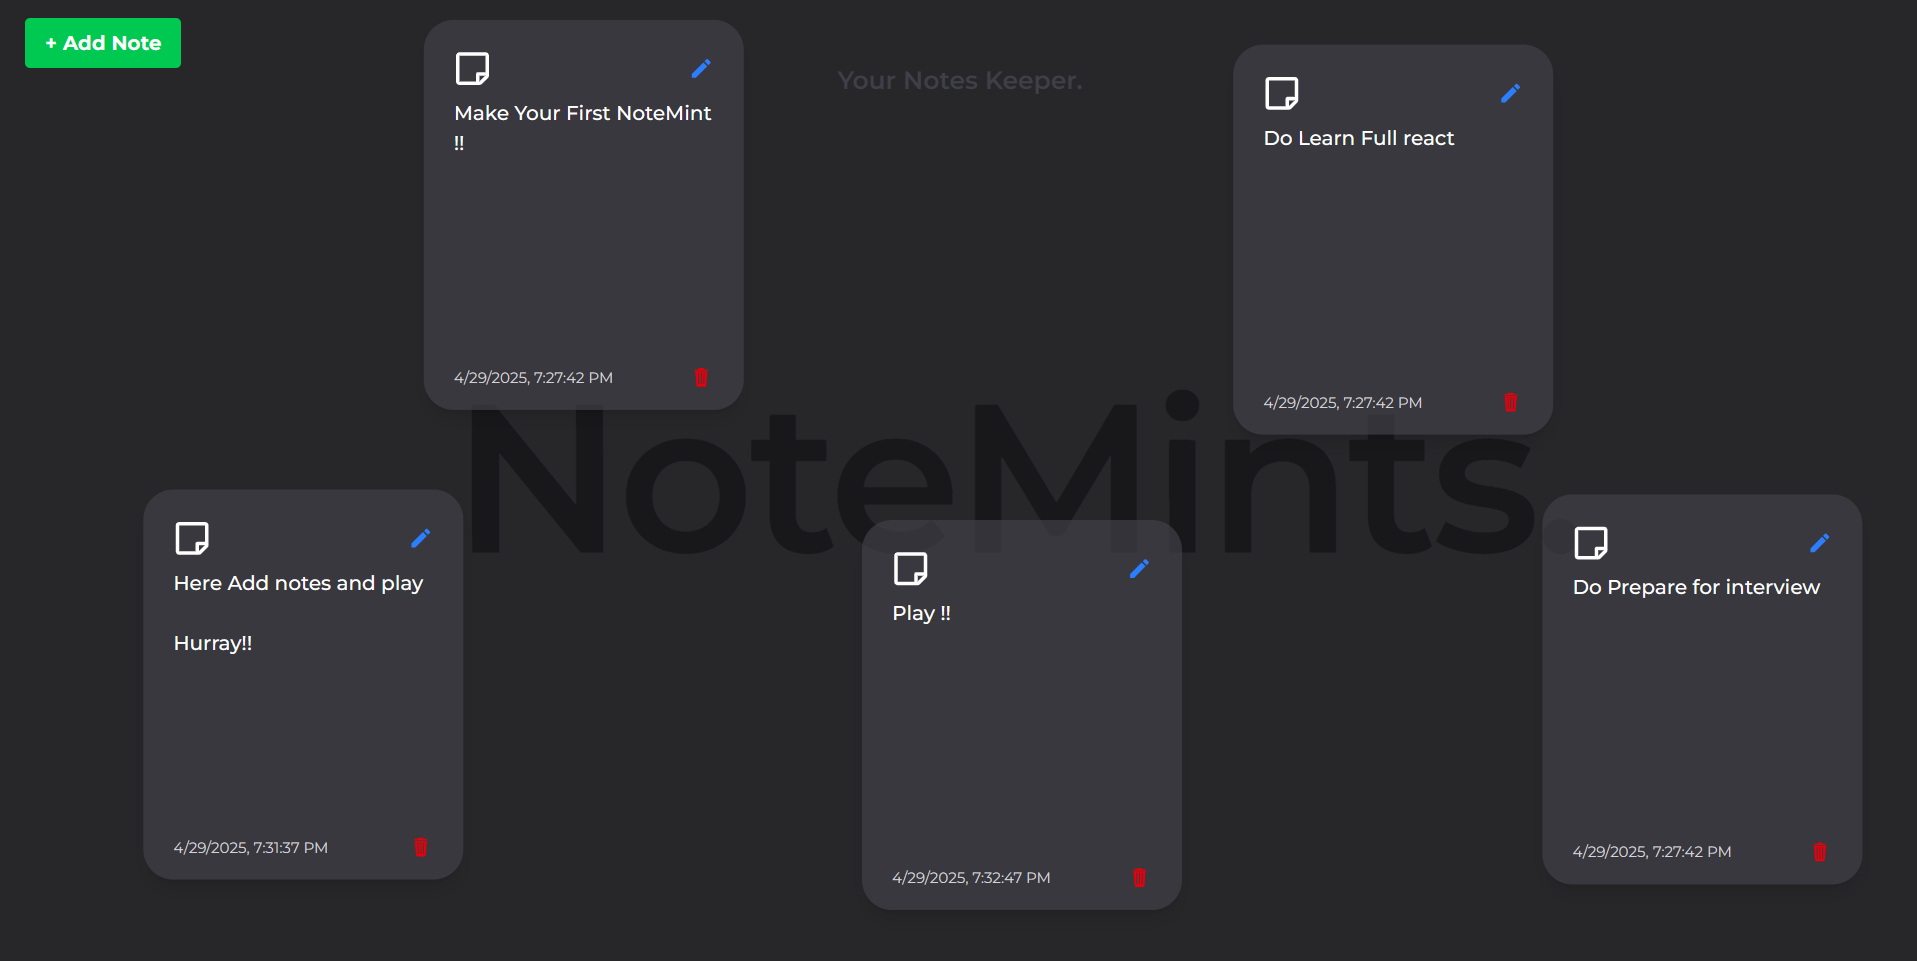 + Add Note
Make Your First NoteMint
!!
4/29/2025, 7:27:42 PM
Your Notes Keeper.
Do Learn Full react
4/29/2025, 7:27:42 PM
NoteMints.
Here Add notes and play
Hurray!!
4/29/2025, 7:31:37 PM
Play !!
4/29/2025, 7:32:47 PM
Do Prepare for interview
4/29/2025, 7:27:42 PM